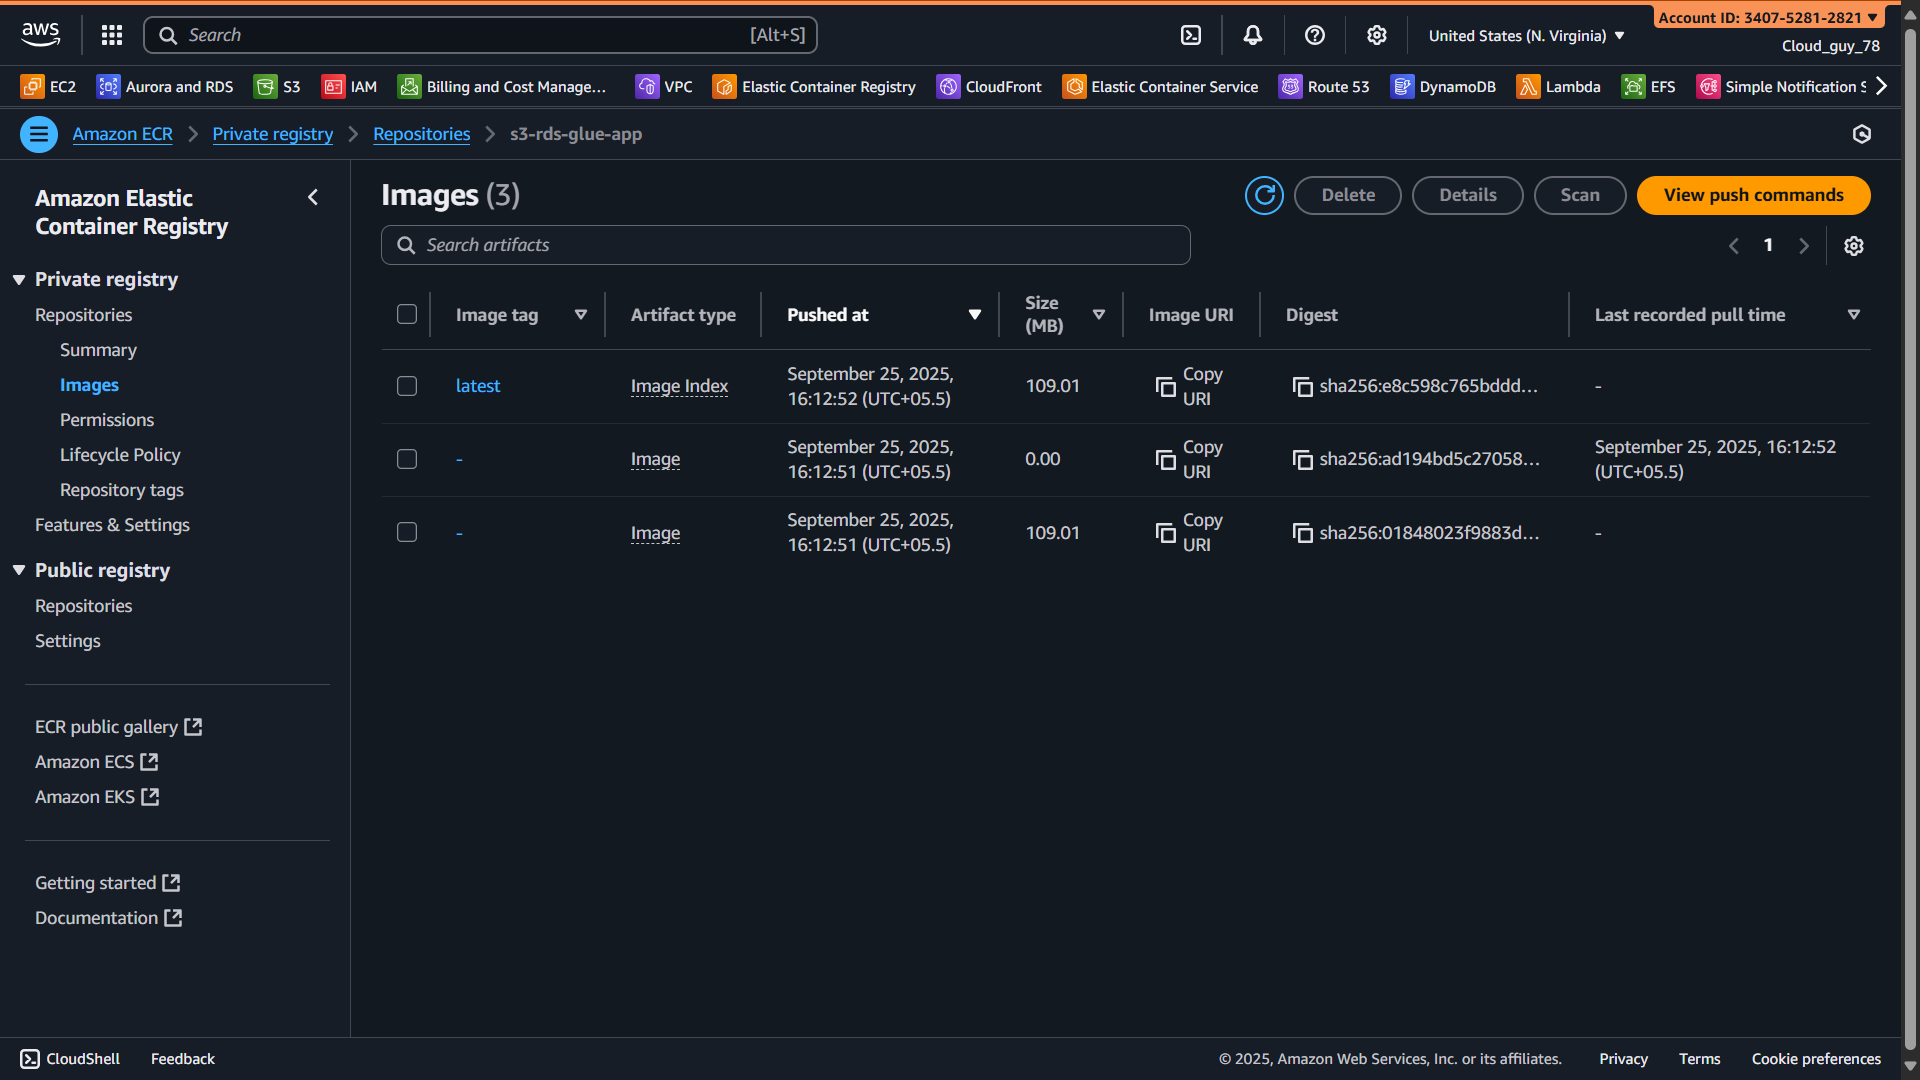 aws
Search
[Alt+S]
United States (N. Virginia)
Account ID: 3407-5281-2821
Cloud_guy_78
EC2
Aurora and RDS
S3
IAM
Billing and Cost Manage...
VPC
Elastic Container Registry
CloudFront
Elastic Container Service
Route 53
DynamoDB
Lambda
EFS
Simple Notification S
Amazon ECR
Private registry
Repositories
s3-rds-glue-app
Amazon Elastic
Container Registry
Private registry
Repositories
Summary
Images
Permissions
Lifecycle Policy
Repository tags
Features & Settings
Public registry
Repositories
Settings
ECR public gallery
Amazon ECS
Amazon EKS
Getting started
Documentation
Images (3)
Delete
Details
Scan
View push commands
Search artifacts
1
Image tag
Artifact type
Pushed at
Size
(MB)
Image URI
Digest
Last recorded pull time
latest
Image Index
September 25, 2025,
16:12:52 (UTC+05.5)
109.01
Copy
URI
sha256:e8c598c765bddd...
-
-
Image
September 25, 2025,
16:12:51 (UTC+05.5)
0.00
Copy
URI
sha256:ad194bd5c27058...
September 25, 2025, 16:12:52
(UTC+05.5)
-
Image
September 25, 2025,
16:12:51 (UTC+05.5)
109.01
Copy
URI
sha256:01848023f9883d...
-
CloudShell
Feedback
© 2025, Amazon Web Services, Inc. or its affiliates.
Privacy
Terms
Cookie preferences